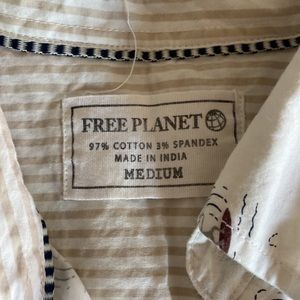 FREE PLANET
97% COTTON 3% SPANDEX
MADE IN INDIA
MEDIUM